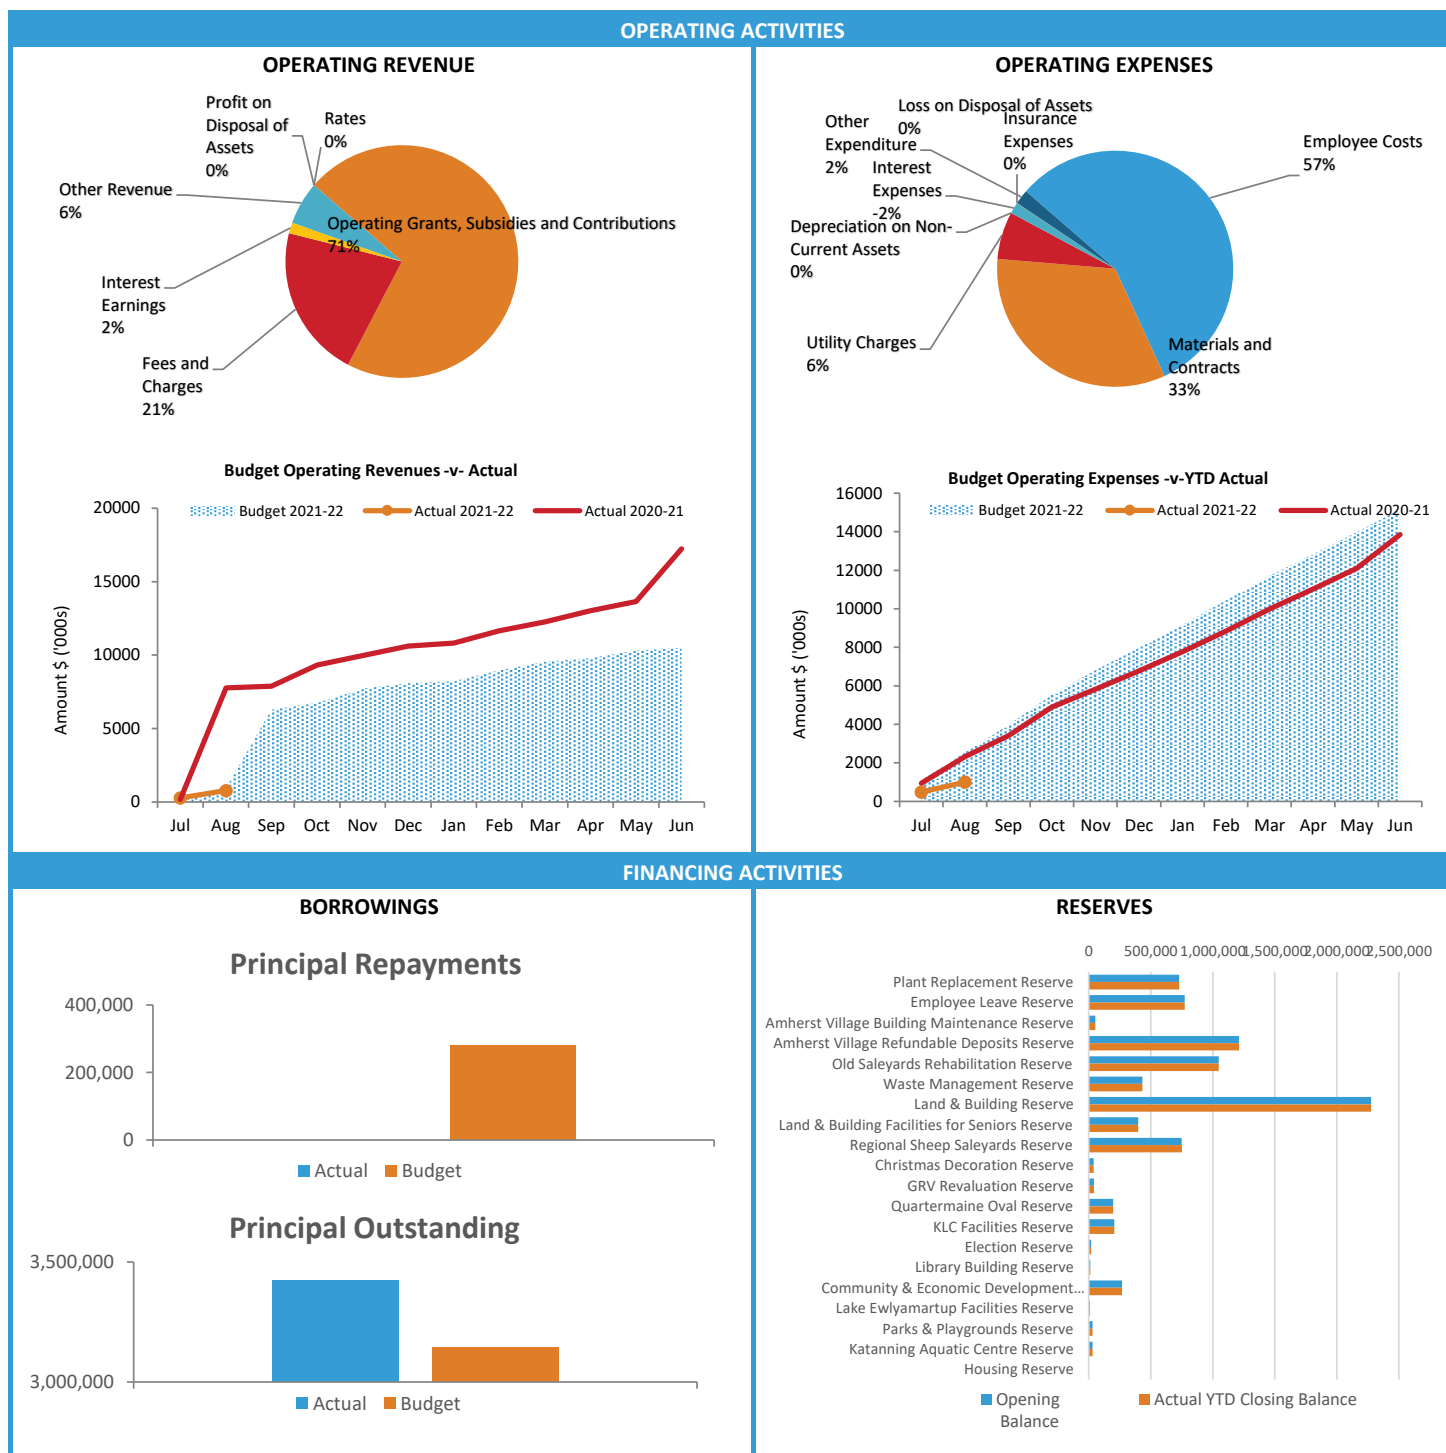 OPERATING ACTIVITIES
OPERATING REVENUE
Profit on
Disposal of
Assets
0%
Rates
0%
Other Revenue
6%
Operating Grants, Subsidies and Contributions
71%
Interest
Earnings
2%
Fees and
Charges
21%
OPERATING EXPENSES
Loss on Disposal of Assets
0%
Other
Expenditure
2%
Insurance
Expenses
0%
Interest
Expenses
-2%
Employee Costs
57%
Depreciation on Non-
Current Assets
0%
Utility Charges
6%
Materials and
Contracts
33%
Budget Operating Revenues -v- Actual
Budget 2021-22
Actual 2021-22
Actual 2020-21
Amount $ ('000s)
20000
15000
10000
5000
0
Jul Aug Sep Oct Nov Dec Jan Feb Mar Apr May Jun
Budget Operating Expenses -v-YTD Actual
Budget 2021-22
Actual 2021-22
Actual 2020-21
Amount $ ('000s)
16000
14000
12000
10000
8000
6000
4000
2000
0
Jul Aug Sep Oct Nov Dec Jan Feb Mar Apr May Jun
FINANCING ACTIVITIES
BORROWINGS
Principal Repayments
400,000
200,000
0
Actual Budget
Principal Outstanding
3,500,000
3,000,000
Actual Budget
RESERVES
0 500,000 1,000,000 1,500,000 2,000,000 2,500,000
Plant Replacement Reserve
Employee Leave Reserve
Amherst Village Building Maintenance Reserve
Amherst Village Refundable Deposits Reserve
Old Saleyards Rehabilitation Reserve
Waste Management Reserve
Land & Building Reserve
Land & Building Facilities for Seniors Reserve
Regional Sheep Saleyards Reserve
Christmas Decoration Reserve
GRV Revaluation Reserve
Quartermaine Oval Reserve
KLC Facilities Reserve
Election Reserve
Library Building Reserve
Community & Economic Development...
Lake Ewlyamartup Facilities Reserve
Parks & Playgrounds Reserve
Katanning Aquatic Centre Reserve
Housing Reserve
Opening
Balance
Actual YTD Closing Balance